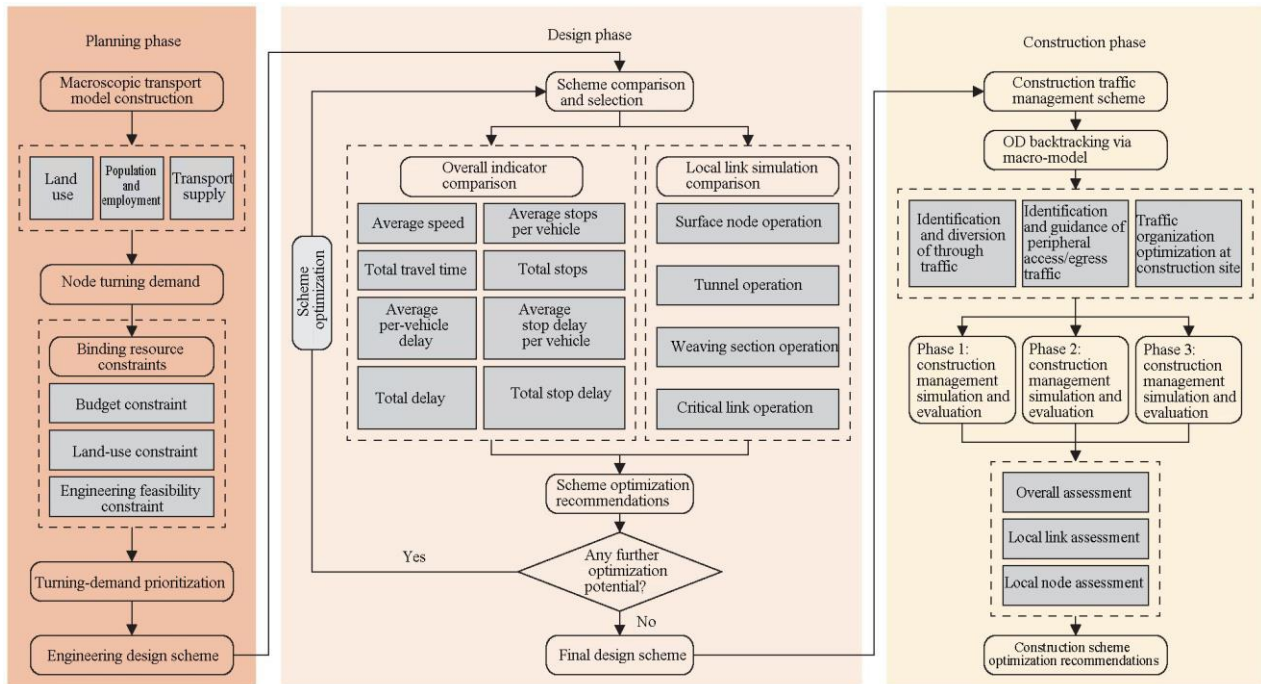 Planning phase
Macroscopic transport
model construction
Land
use
Population
and
employment
Transport
supply
Node turning demand
Binding resource
constraints
Budget constraint
Land-use constraint
Engineering feasibility
constraint
Turning-demand prioritization
Engineering design scheme
Design phase
Scheme comparison
and selection
Scheme
optimization
Overall indicator
comparison
Average speed
Average stops
per vehicle
Total travel time
Total stops
Average
per-vehicle
delay
Average
stop delay
per vehicle
Total delay
Total stop delay
Local link simulation
comparison
Surface node operation
Tunnel operation
Weaving section operation
Critical link operation
Scheme optimization
recommendations
Any further
optimization
potential?
Yes
No
Final design scheme
Construction phase
Construction traffic
management scheme
OD backtracking via
macro-model
Identification
and diversion
of through
traffic
Identification
and guidance of
peripheral
access/egress
traffic
Traffic
organization
optimization at
construction site
Phase 1:
construction
management
simulation and
evaluation
Phase 2:
construction
management
simulation and
evaluation
Phase 3:
construction
management
simulation and
evaluation
Overall assessment
Local link assessment
Local node assessment
Construction scheme
optimization recommendations